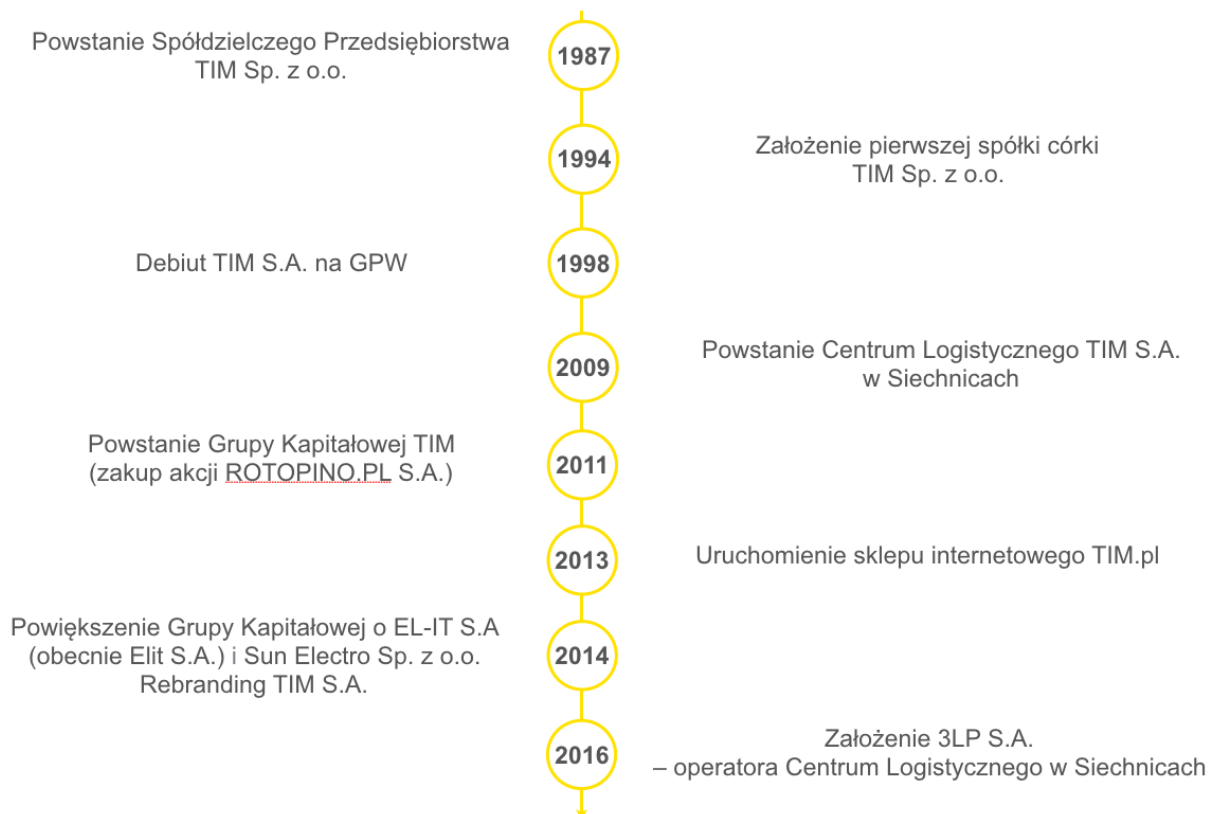 Powstanie Spółdzielczego Przedsiębiorstwa
TIM Sp. z o.o.
1987
1994
Założenie pierwszej spółki córki
TIM Sp. z o.o.
Debiut TIM S.A. na GPW
1998
2009
Powstanie Centrum Logistycznego TIM S.A.
w Siechnicach
Powstanie Grupy Kapitałowej TIM
(zakup akcji ROTOPINO.PL S.A.)
2011
2013
Uruchomienie sklepu internetowego TIM.pl
Powiększenie Grupy Kapitałowej o EL-IT S.A
(obecnie Elit S.A.) i Sun Electro Sp. z o.o.
Rebranding TIM S.A.
2014
2016
Założenie 3LP S.A.
– operatora Centrum Logistycznego w Siechnicach